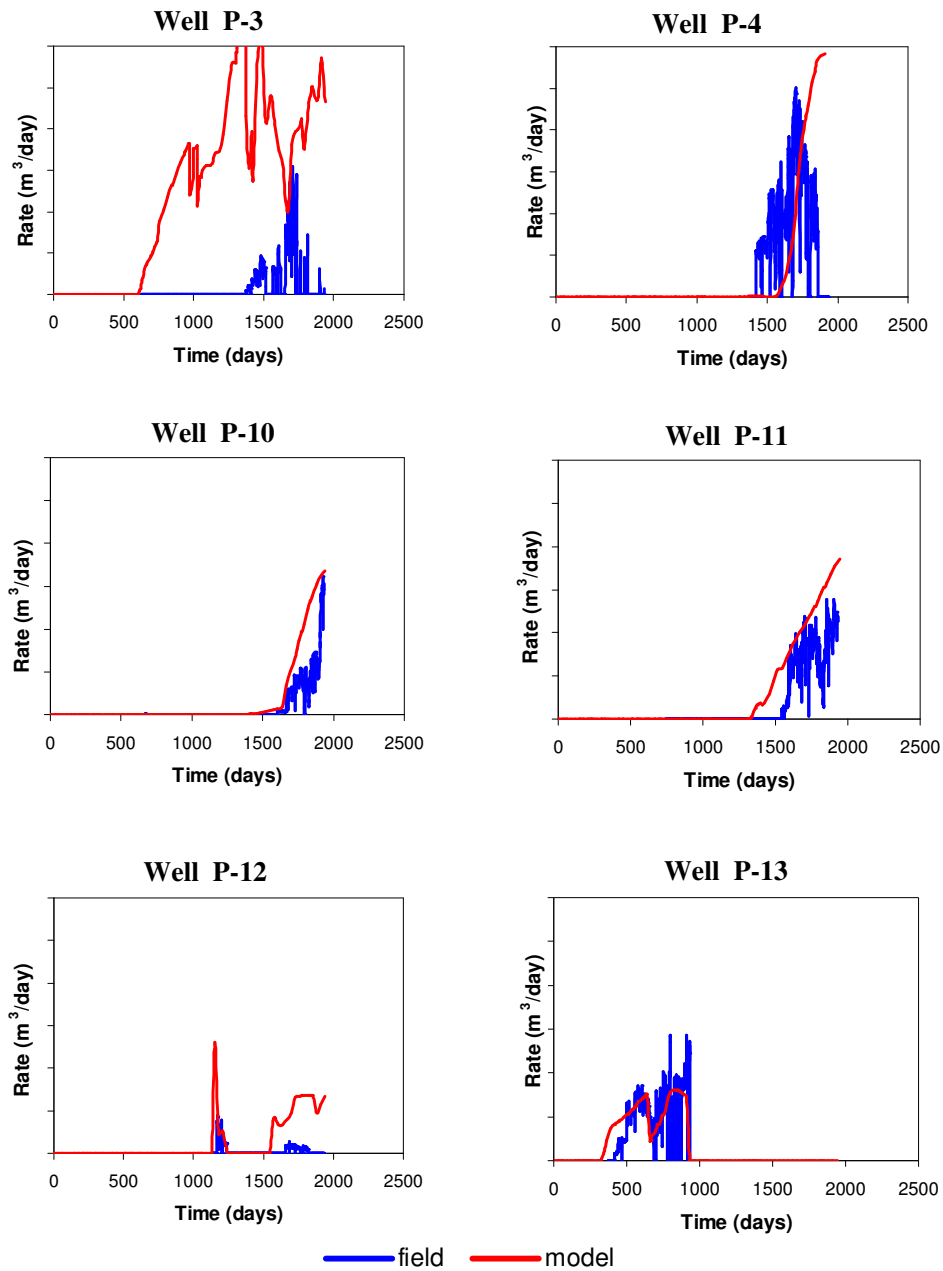 Well P-3
Rate (m³/day)
0 500 1000 1500 2000 2500
Time (days)
Well P-4
Rate (m³/day)
0 500 1000 1500 2000 2500
Time (days)
Well P-10
Rate (m³/day)
0 500 1000 1500 2000 2500
Time (days)
Well P-11
Rate (m³/day)
0 500 1000 1500 2000 2500
Time (days)
Well P-12
Rate (m³/day)
0 500 1000 1500 2000 2500
Time (days)
Well P-13
Rate (m³/day)
0 500 1000 1500 2000 2500
Time (days)
field model